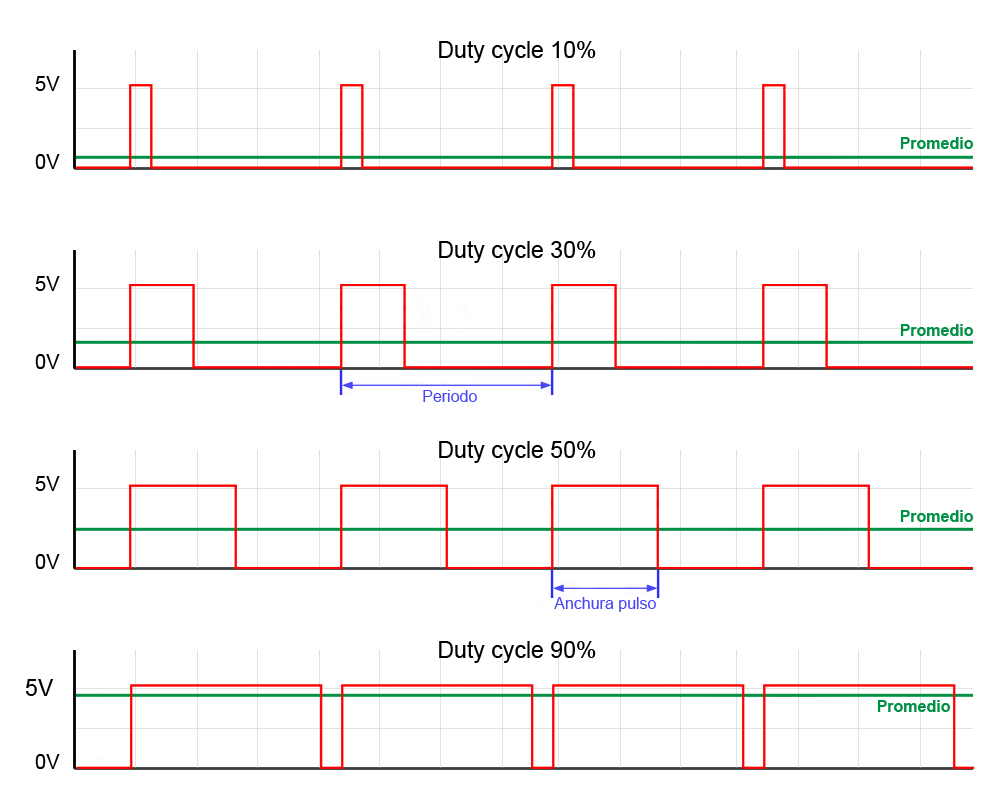 Duty cycle 10%
5V
Promedio
0V
Duty cycle 30%
5V
Promedio
0V
Periodo
Duty cycle 50%
5V
Promedio
0V
Anchura pulso
Duty cycle 90%
5V
Promedio
0V